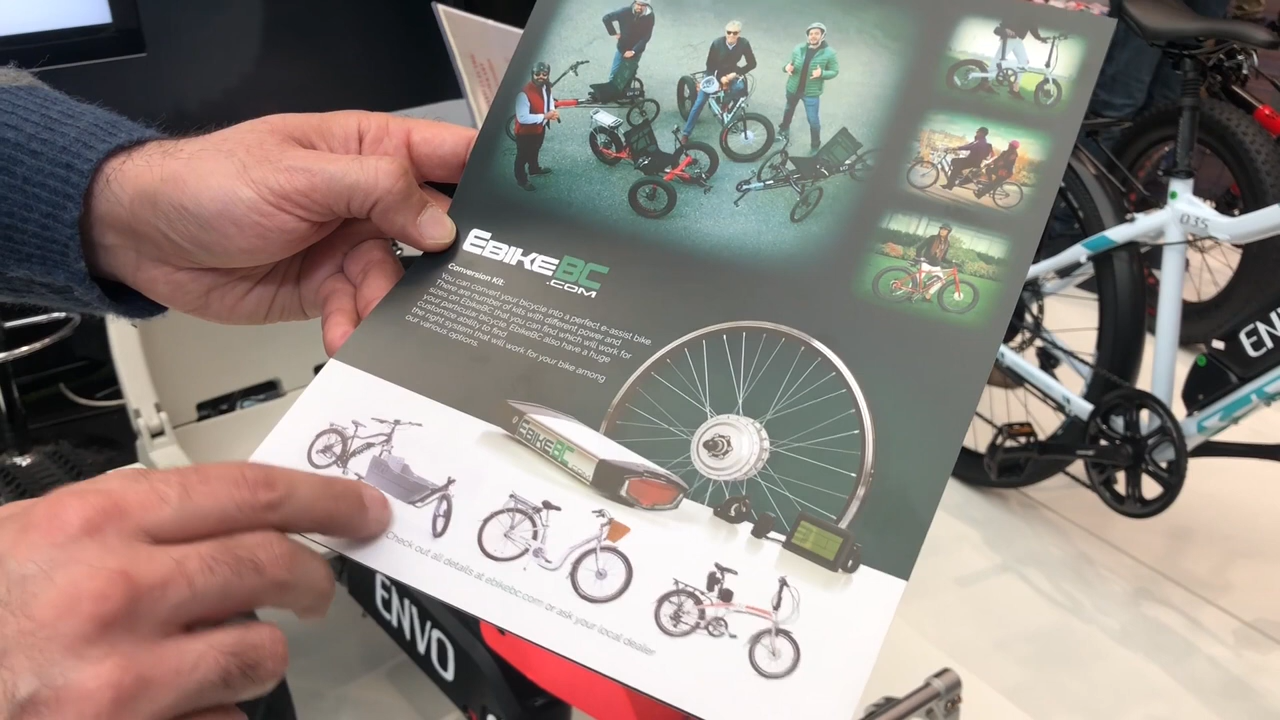 EBIKEBC
.COM
Conversion Kit:
You can convert your bicycle into a perfect e-assist bike
There are number of kits with different power and
sizes on EbikeBC that you can find which will work for
your particular bicycle. EbikeBC also have a huge
customize ability to find
the right system that will work for your bike among
our various options.
EBIKEBC
Check out all details at ebikebc.com or ask your local dealer
ENVO
035
ENV